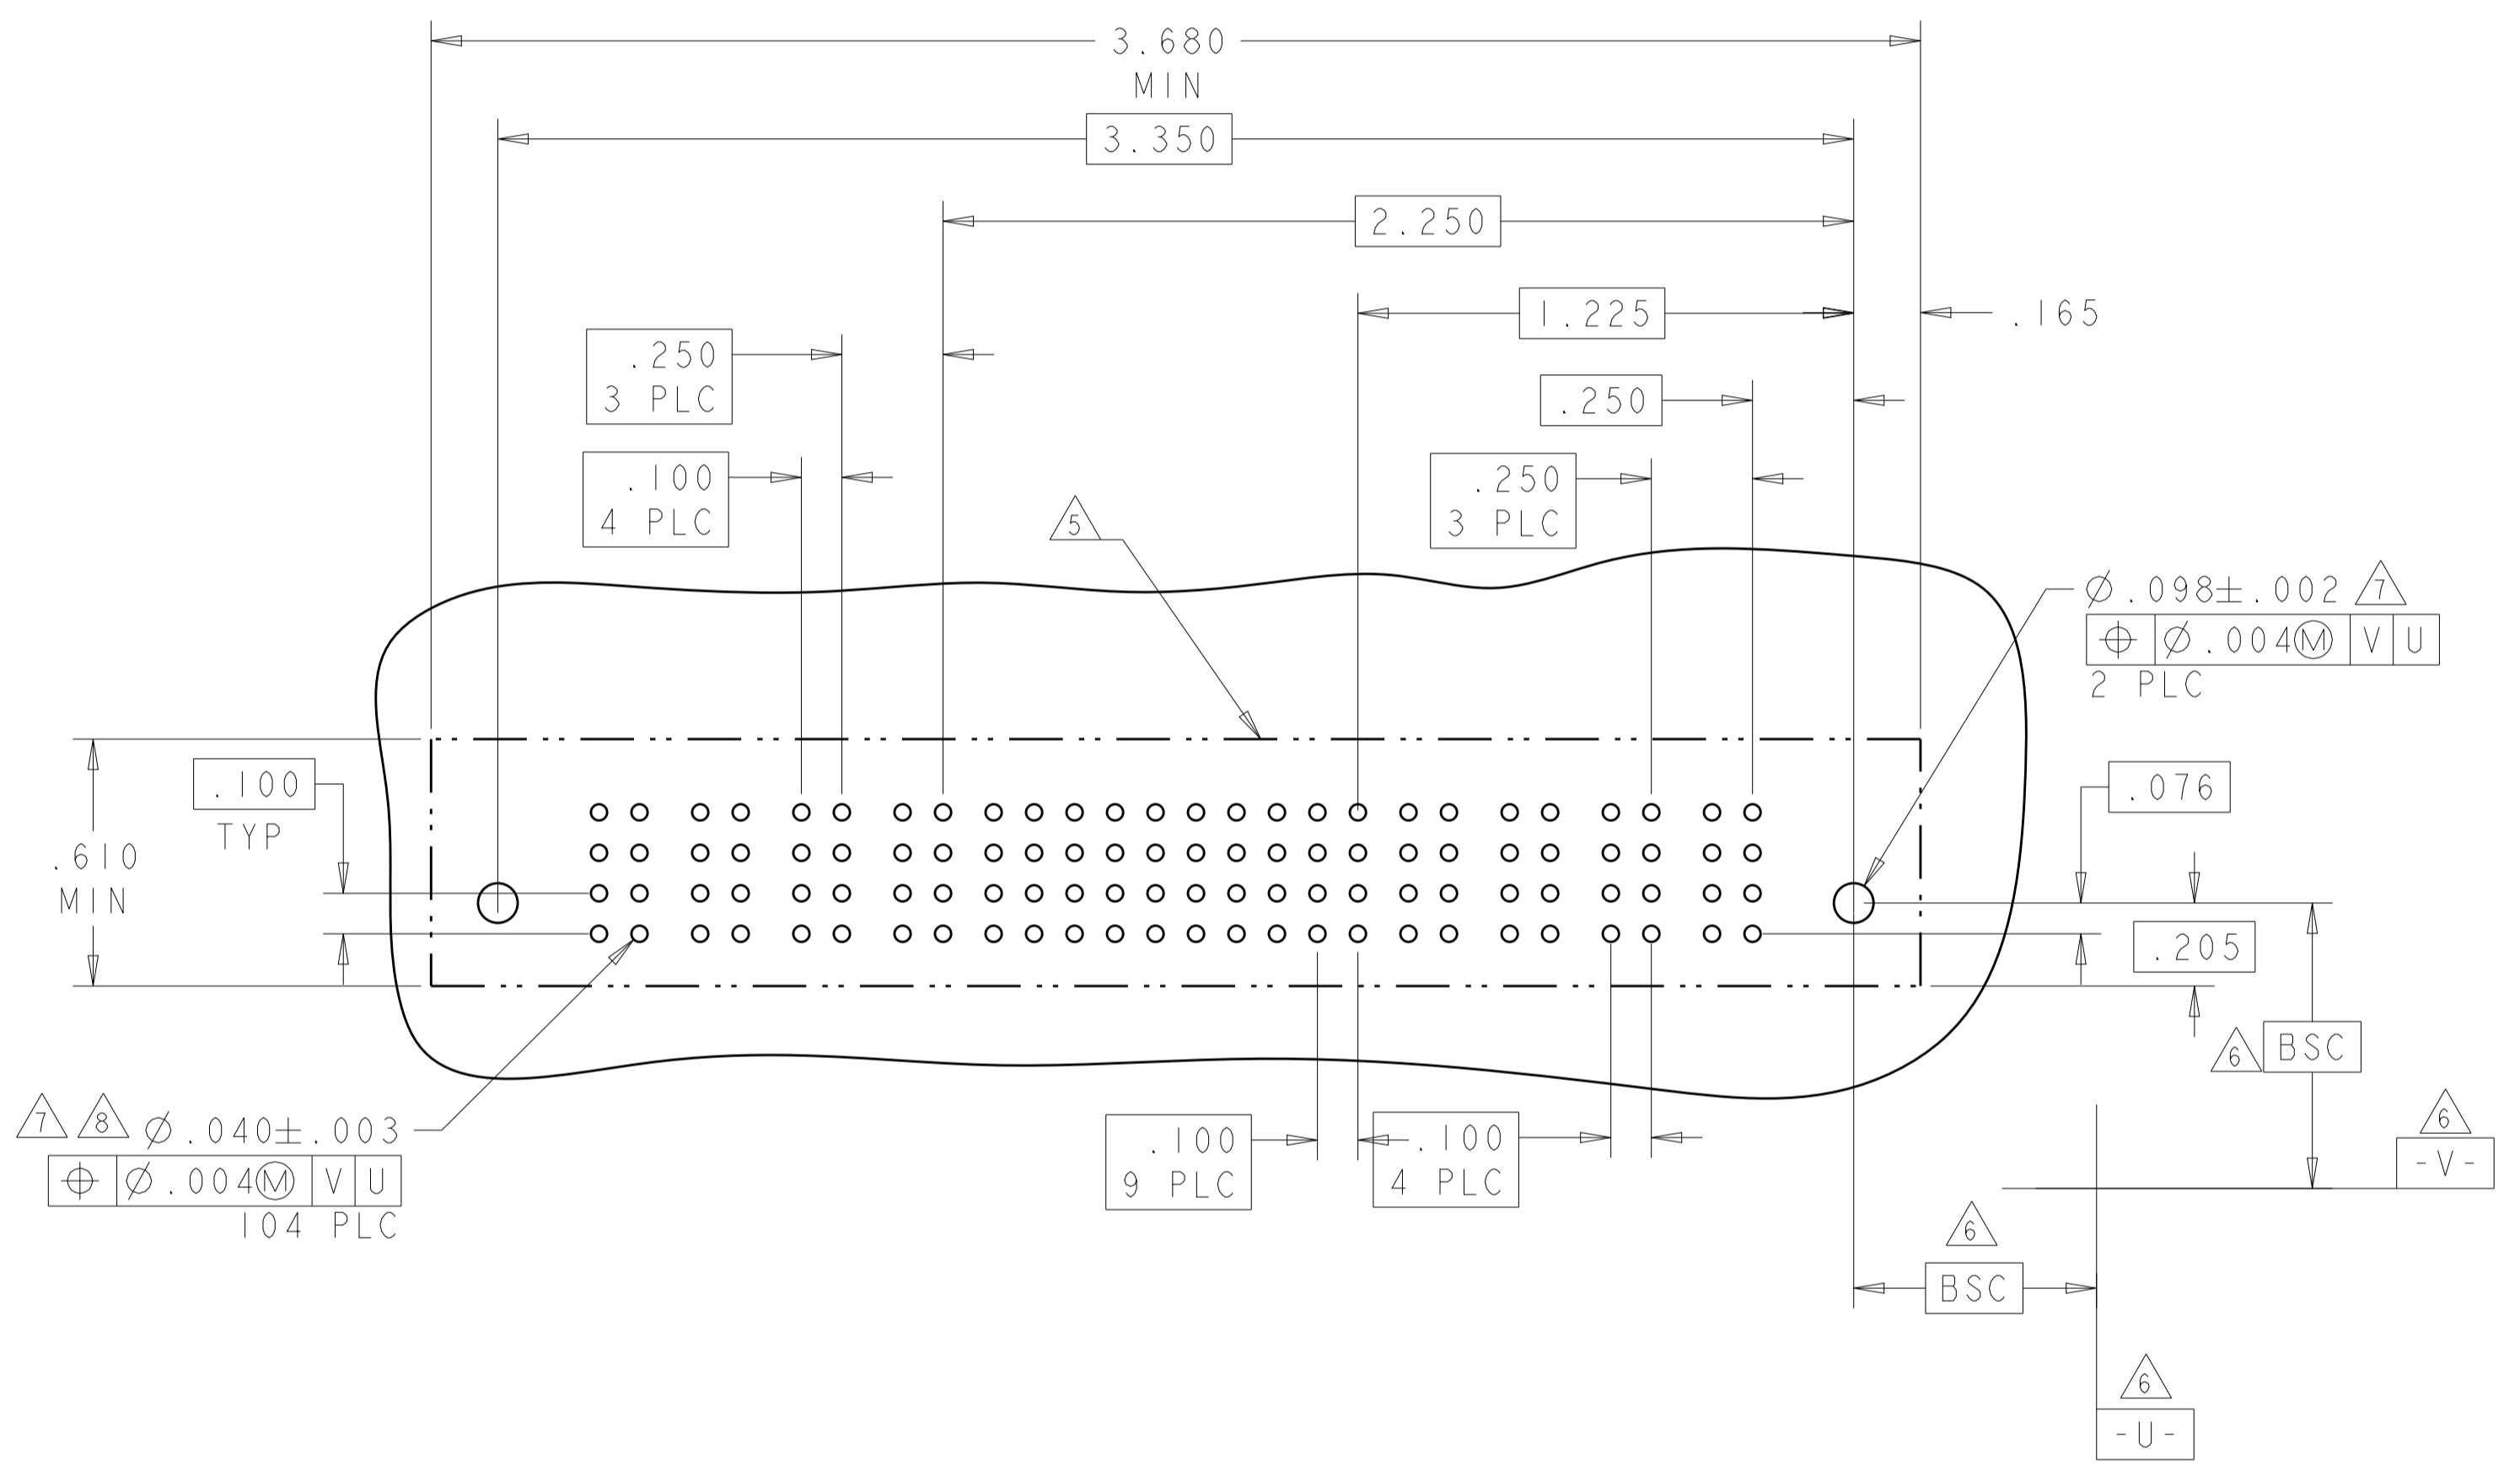 3.680
MIN
3.350
2.250
1.225
.165
.250
3 PLC
.250
.100
4 PLC
.250
3 PLC
5
⌀.098±.002 7
⌖ ⌀.004Ⓜ V U
2 PLC
.100
TYP
.076
.610
MIN
.205
6 BSC
7 8 ⌀.040±.003
⌖ ⌀.004Ⓜ V U
104 PLC
.100
9 PLC
.100
4 PLC
6
-V-
6
BSC
6
-U-